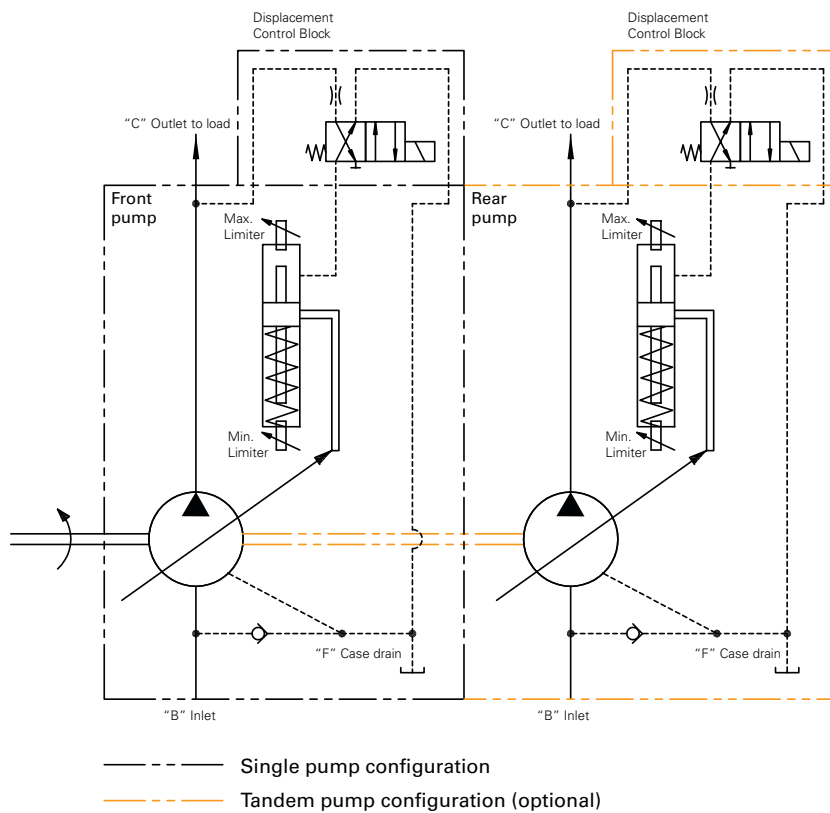 Displacement
Control Block
Displacement
Control Block
“C” Outlet to load
“C” Outlet to load
Front
pump
Rear
pump
Max.
Limiter
Max.
Limiter
Min.
Limiter
Min.
Limiter
“F” Case drain
“F” Case drain
“B” Inlet
“B” Inlet
Single pump configuration
Tandem pump configuration (optional)